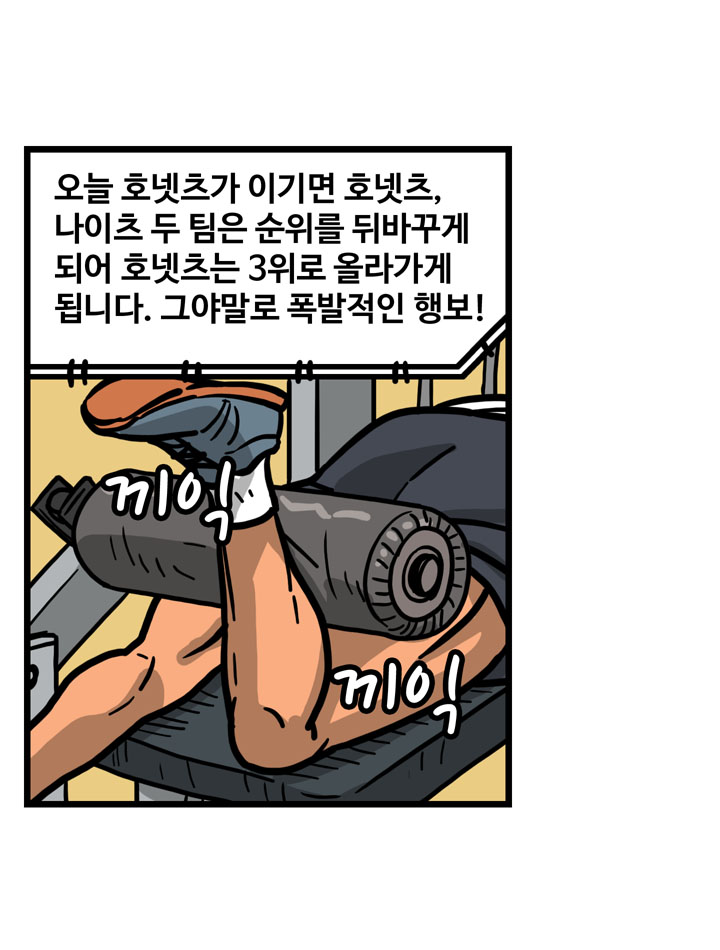 오늘 호넷츠가 이기면 호넷츠,
나이츠 두 팀은 순위를 뒤바꾸게
되어 호넷츠는 3위로 올라가게
됩니다. 그야말로 폭발적인 행보!
끼익
끼익